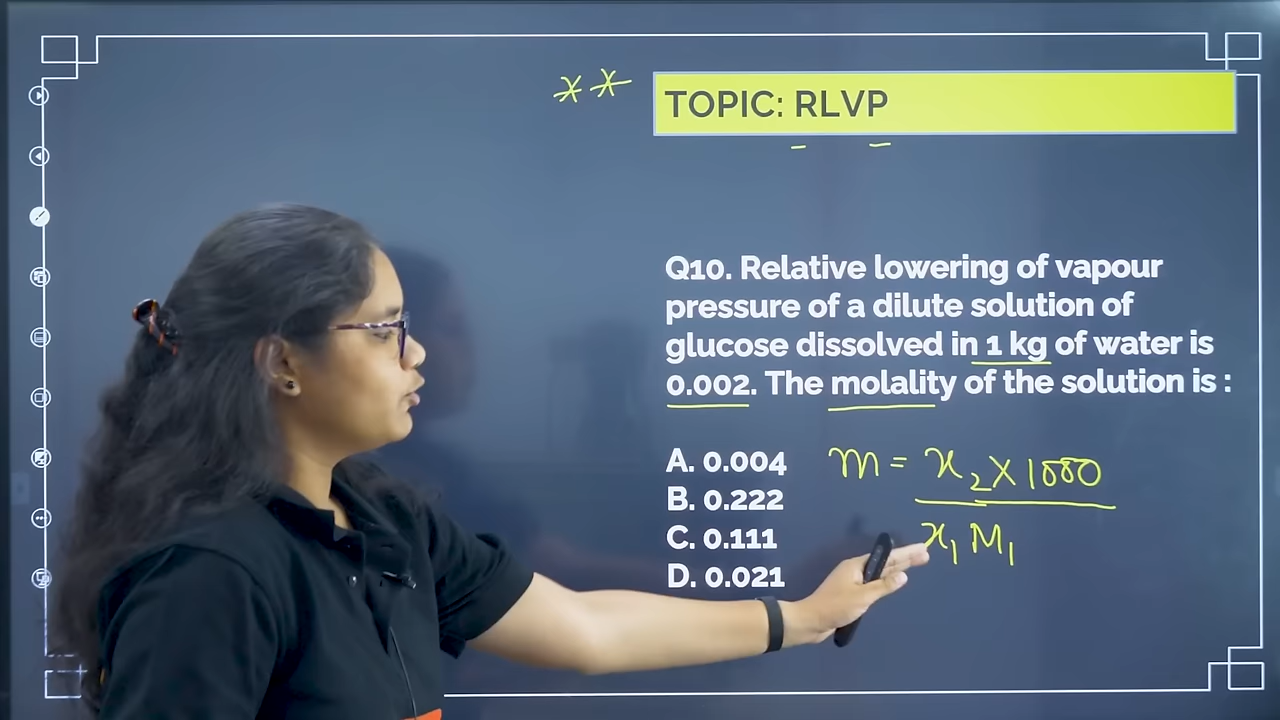 **
TOPIC: RLVP
Q10. Relative lowering of vapour
pressure of a dilute solution of
glucose dissolved in 1 kg of water is
0.002. The molality of the solution is :
A. 0.004
B. 0.222
C. 0.111
D. 0.021
m = x₂ × 1000
x₁ M₁